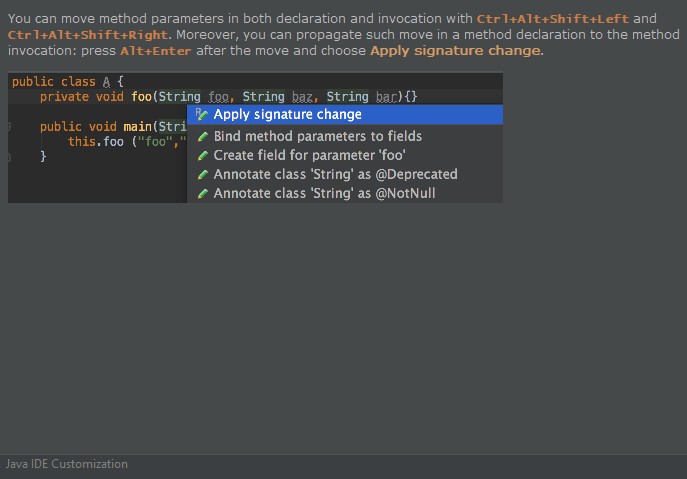 You can move method parameters in both declaration and invocation with Ctrl+Alt+Shift+Left and
Ctrl+Alt+Shift+Right. Moreover, you can propagate such move in a method declaration to the method
invocation: press Alt+Enter after the move and choose Apply signature change.
public class A {
private void foo(String foo, String baz, String bar){}
Apply signature change
Bind method parameters to fields
public void main(Stri
this.foo ("foo","
Create field for parameter 'foo'
}
Annotate class 'String' as @Deprecated
Annotate class 'String' as @NotNull
Java IDE Customization